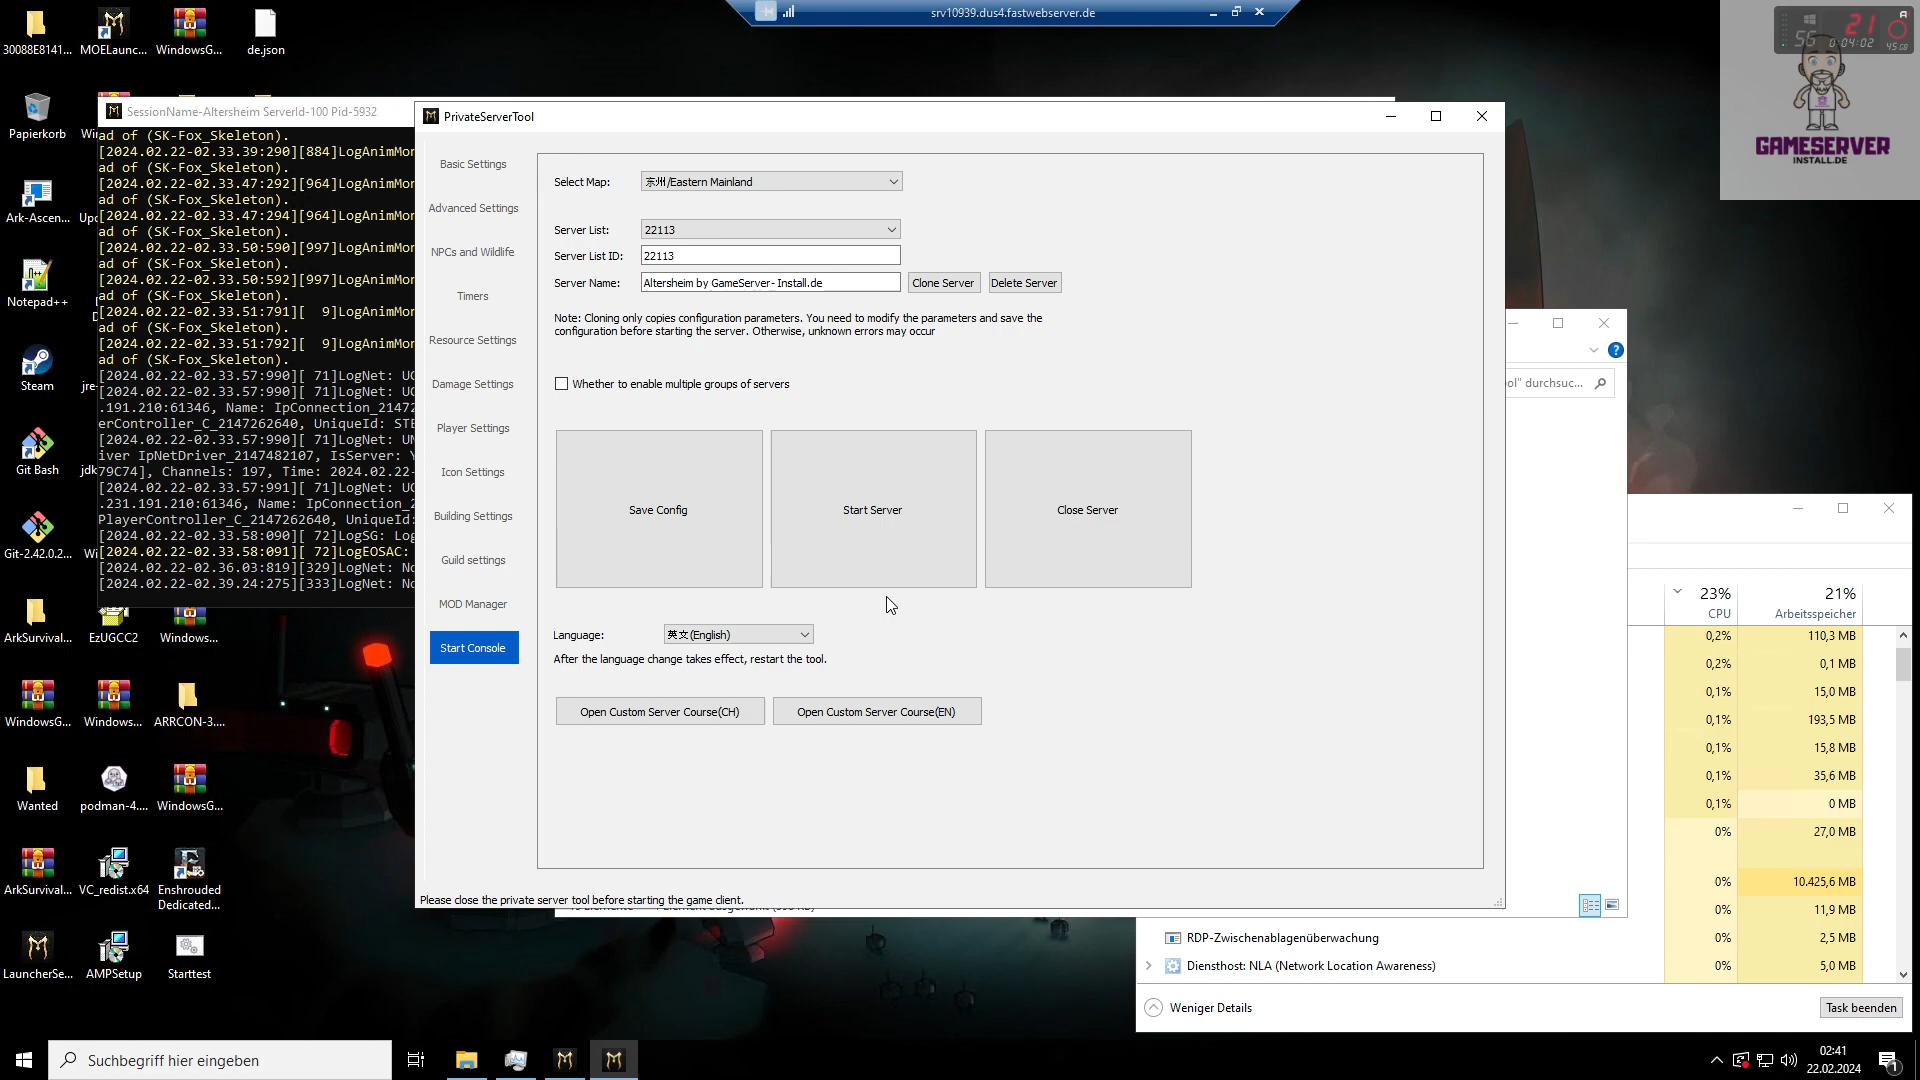 srv10939.dus4.fastwebserver.de
21
56
0:04:02
45GB
GAMESERVER
INSTALL.DE
30088E8141...
MOELaunc...
WindowsG...
de.json
Papierkorb
Ark-Ascen...
Notepad++
Steam
jre-
Git Bash
jdk
Git-2.42.0.2...
ArkSurvival...
EzUGCC2
Windows...
WindowsG...
Windows...
ARRCON-3....
Wanted
podman-4....
WindowsG...
ArkSurvival...
VC_redist.x64
Enshrouded
Dedicated...
LauncherSe...
AMPSetup
Starttest
SessionName-Altersheim ServerId-100 Pid-5932
ad of (SK-Fox_Skeleton).
[2024.02.22-02.33.39:290][884]LogAnimMon
ad of (SK-Fox_Skeleton).
[2024.02.22-02.33.47:292][964]LogAnimMon
ad of (SK-Fox_Skeleton).
[2024.02.22-02.33.47:294][964]LogAnimMon
ad of (SK-Fox_Skeleton).
[2024.02.22-02.33.50:590][997]LogAnimMon
ad of (SK-Fox_Skeleton).
[2024.02.22-02.33.50:592][997]LogAnimMon
ad of (SK-Fox_Skeleton).
[2024.02.22-02.33.51:791][  9]LogAnimMon
ad of (SK-Fox_Skeleton).
[2024.02.22-02.33.51:792][  9]LogAnimMon
ad of (SK-Fox_Skeleton).
[2024.02.22-02.33.57:990][ 71]LogNet: UC
[2024.02.22-02.33.57:990][ 71]LogNet: UC
.191.210:61346, Name: IpConnection_21472
erController_C_2147262640, UniqueId: STE
[2024.02.22-02.33.57:990][ 71]LogNet: UN
iver IpNetDriver_2147482107, IsServer: Y
79C74], Channels: 197, Time: 2024.02.22-
[2024.02.22-02.33.57:991][ 71]LogNet: UC
.231.191.210:61346, Name: IpConnection_2
PlayerController_C_2147262640, UniqueId:
[2024.02.22-02.33.58:090][ 72]LogSG: Log
[2024.02.22-02.33.58:091][ 72]LogEOSAC:
[2024.02.22-02.36.03:819][329]LogNet: No
[2024.02.22-02.39.24:275][333]LogNet: No
PrivateServerTool
Basic Settings
Advanced Settings
NPCs and Wildlife
Timers
Resource Settings
Damage Settings
Player Settings
Icon Settings
Building Settings
Guild settings
MOD Manager
Start Console
Select Map:
东州/Eastern Mainland
Server List:
22113
Server List ID:
22113
Server Name:
Altersheim by GameServer-Install.de
Clone Server
Delete Server
Note: Cloning only copies configuration parameters. You need to modify the parameters and save the
configuration before starting the server. Otherwise, unknown errors may occur
Whether to enable multiple groups of servers
Save Config
Start Server
Close Server
Language:
英文(English)
After the language change takes effect, restart the tool.
Open Custom Server Course(CH)
Open Custom Server Course(EN)
Please close the private server tool before starting the game client.
ol" durchsuc...
23%
21%
CPU
Arbeitsspeicher
0,2%
110,3 MB
0,2%
0,1 MB
0,1%
15,0 MB
0,1%
193,5 MB
0,1%
15,8 MB
0,1%
35,6 MB
0,1%
0 MB
0%
27,0 MB
0%
10.425,6 MB
0%
11,9 MB
RDP-Zwischenablagenüberwachung
0%
2,5 MB
Diensthost: NLA (Network Location Awareness)
0%
5,0 MB
Weniger Details
Task beenden
Suchbegriff hier eingeben
02:41
22.02.2024
1